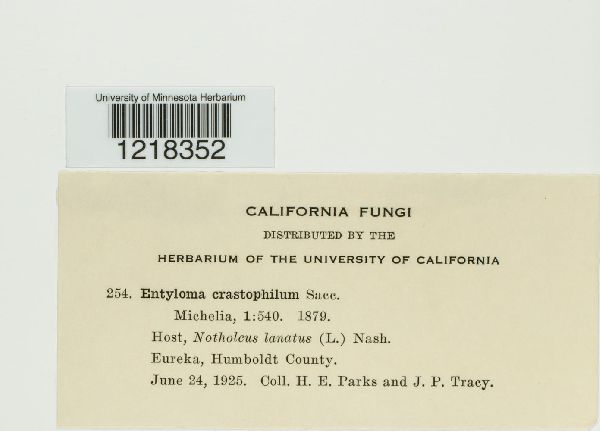 University of Minnesota Herbarium
1218352
CALIFORNIA FUNGI
DISTRIBUTED BY THE
HERBARIUM OF THE UNIVERSITY OF CALIFORNIA
254. Entyloma crastophilum Sacc.
Michelia, 1:540. 1879.
Host, Notholcus lanatus (L.) Nash.
Eureka, Humboldt County.
June 24, 1925. Coll. H. E. Parks and J. P. Tracy.